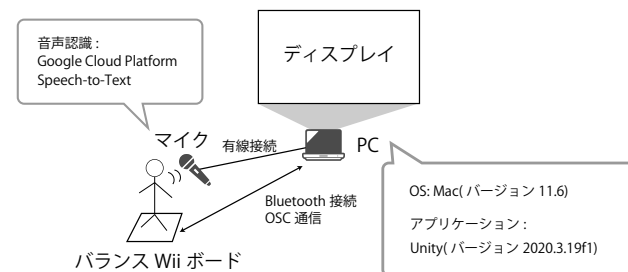 音声認識 :
Google Cloud Platform
Speech-to-Text
ディスプレイ
マイク
有線接続
PC
Bluetooth 接続
OSC 通信
バランス Wii ボード
OS: Mac( バージョン 11.6)
アプリケーション :
Unity( バージョン 2020.3.19f1)